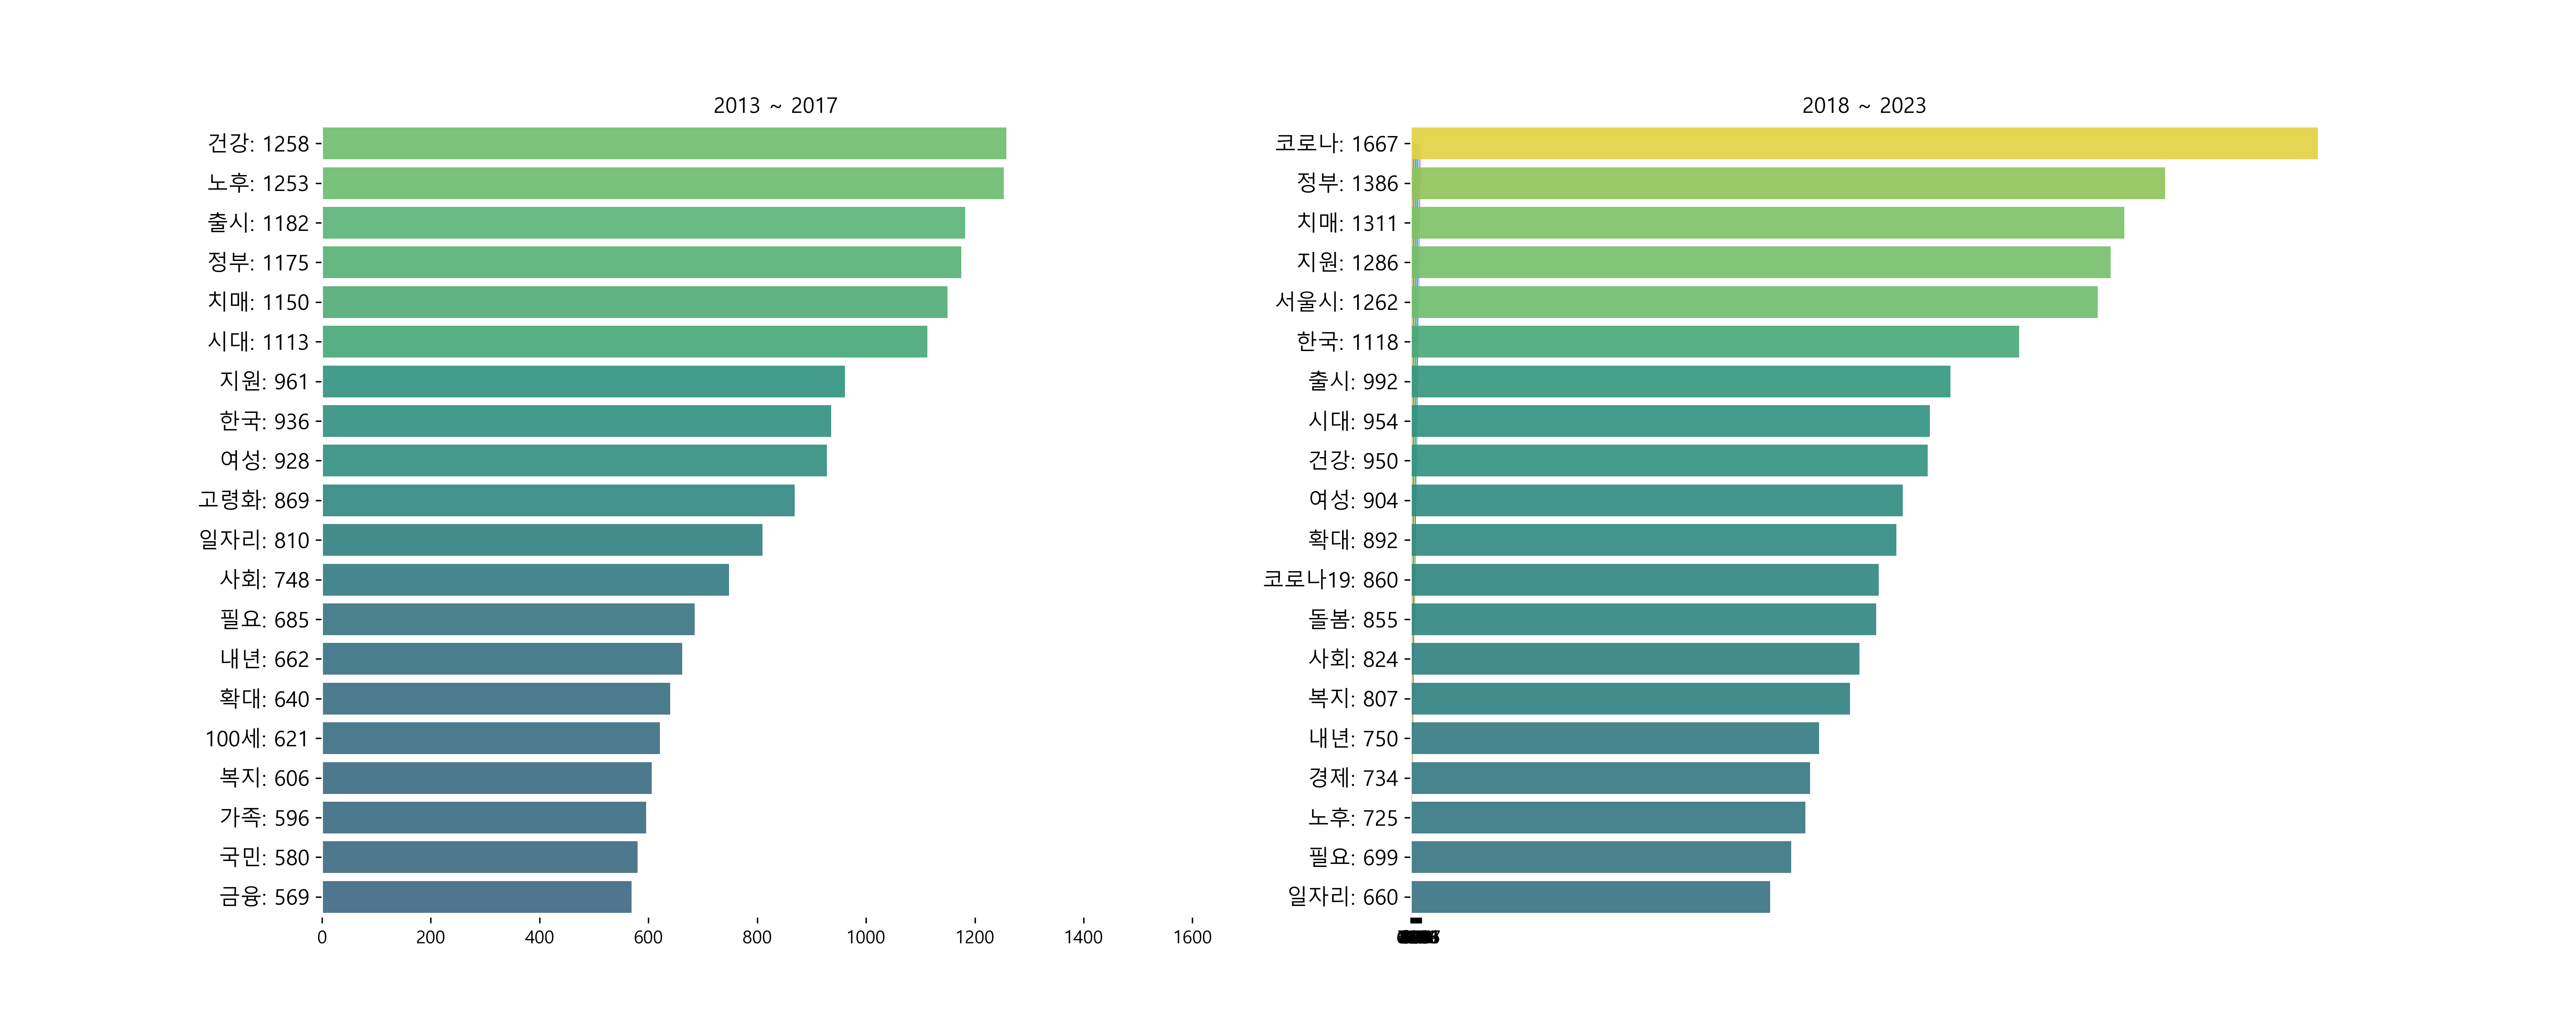 2013 ~ 2017
건강: 1258
노후: 1253
출시: 1182
정부: 1175
치매: 1150
시대: 1113
지원: 961
한국: 936
여성: 928
고령화: 869
일자리: 810
사회: 748
필요: 685
내년: 662
확대: 640
100세: 621
복지: 606
가족: 596
국민: 580
금융: 569
0 200 400 600 800 1000 1200 1400 1600
2018 ~ 2023
코로나: 1667
정부: 1386
치매: 1311
지원: 1286
서울시: 1262
한국: 1118
출시: 992
시대: 954
건강: 950
여성: 904
확대: 892
코로나19: 860
돌봄: 855
사회: 824
복지: 807
내년: 750
경제: 734
노후: 725
필요: 699
일자리: 660